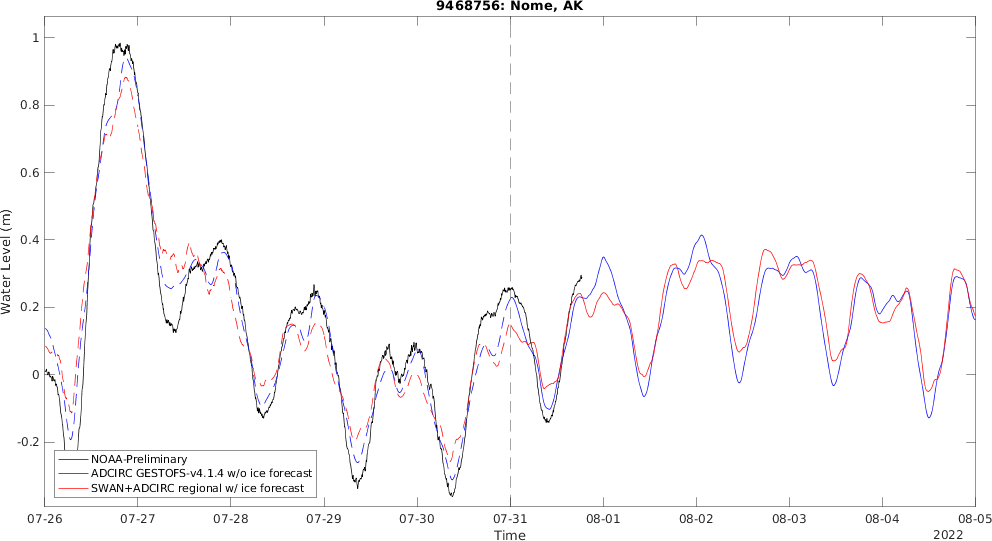 9468756: Nome, AK
1
0.8
0.6
0.4
0.2
0
-0.2
Water Level (m)
NOAA-Preliminary
ADCIRC GESTOFS-v4.1.4 w/o ice forecast
SWAN+ADCIRC regional w/ ice forecast
07-26 07-27 07-28 07-29 07-30 07-31 08-01 08-02 08-03 08-04 08-05
Time
2022